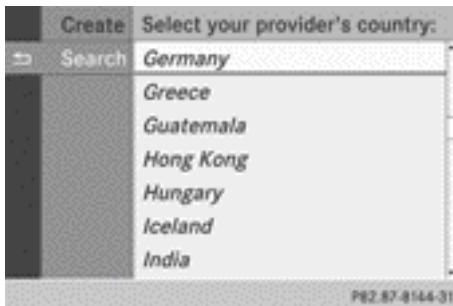 Create Select your provider's country:
Search Germany
Greece
Guatemala
Hong Kong
Hungary
Iceland
India
P82.87-8144-31